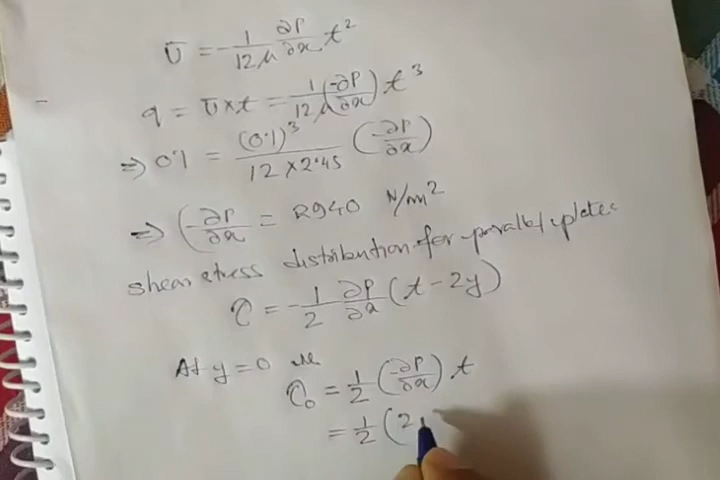 Ū = -1/12μ ∂P/∂x t²
q = Ū×t = 1/12μ (-∂P/∂x) t³
⇒ 0.1 = (0.1)³/12×2.45 (-∂P/∂x)
⇒ (-∂P/∂x = 2940 N/m²
shear stress distribution for parallel plates
τ = -1/2 ∂P/∂x (t-2y)
At y=0
τ₀ = 1/2 (-∂P/∂x) t
= 1/2 (2